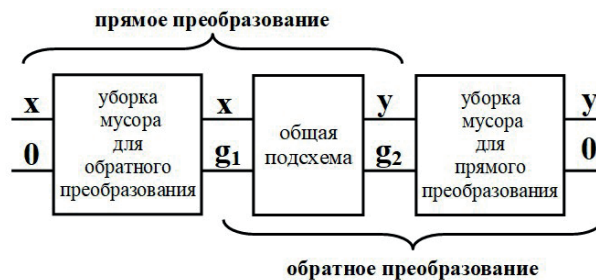 прямое преобразование
x
0
уборка
мусора
для
обратного
преобразования
x
g1
общая
подсхема
y
g2
уборка
мусора
для
прямого
преобразования
y
0
обратное преобразование